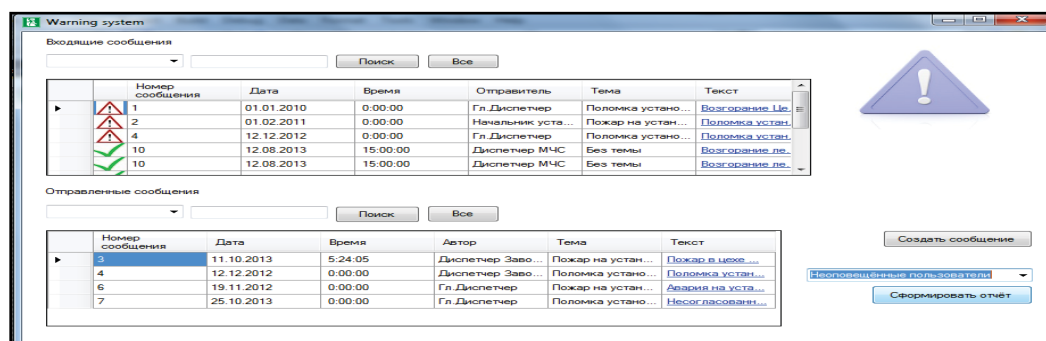 Warning system
Входящие сообщения
Поиск Все
Номер сообщения Дата Время Отправитель Тема Текст
1 01.01.2010 0:00:00 Гл.Диспетчер Поломка устано... Возгорание Це...
2 01.02.2011 0:00:00 Начальник уста... Пожар на устан... Поломка устан...
4 12.12.2012 0:00:00 Гл.Диспетчер Поломка устано... Поломка устан...
10 12.08.2013 15:00:00 Диспетчер МЧС Без темы Возгорание ле...
10 12.08.2013 15:00:00 Диспетчер МЧС Без темы Возгорание ле...
Отправленные сообщения
Поиск Все
Номер сообщения Дата Время Автор Тема Текст
3 11.10.2013 5:24:05 Диспетчер Заво... Пожар на устан... Пожар в цехе ...
4 12.12.2012 0:00:00 Диспетчер Заво... Поломка устано... Поломка устан...
6 19.11.2012 0:00:00 Гл.Диспетчер Пожар на устан... Авария на уста...
7 25.10.2013 0:00:00 Гл.Диспетчер Поломка устано... Несогласованн...
Создать сообщение
Неоповещённые пользователи
Сформировать отчёт